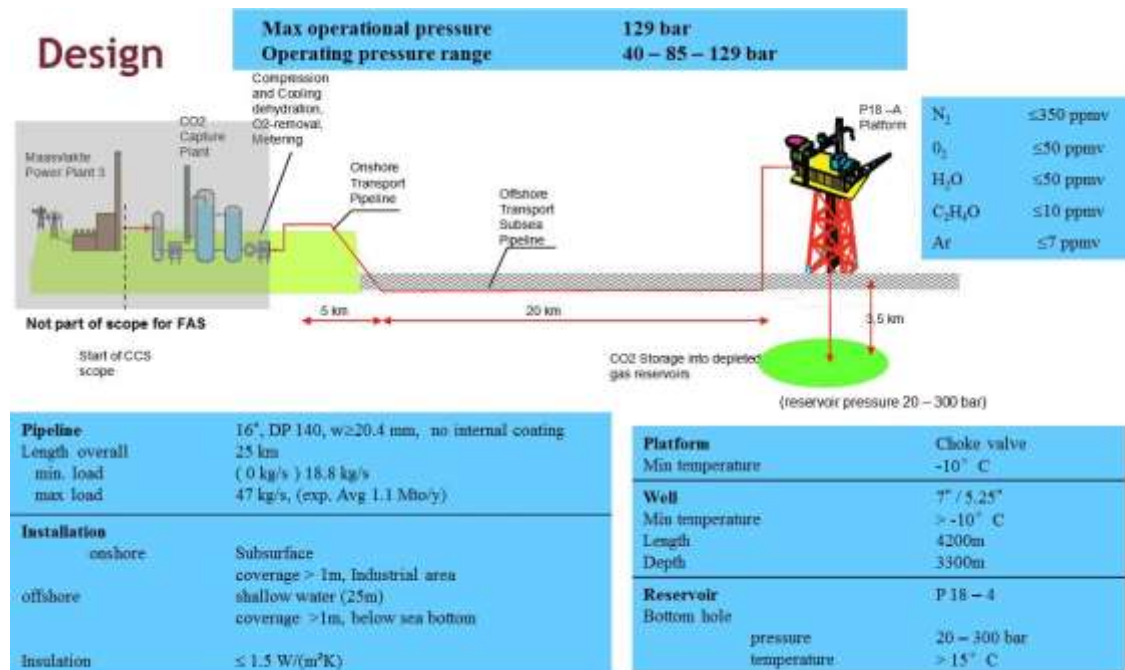 Design
Max operational pressure 129 bar
Operating pressure range 40 – 85 – 129 bar
Compression
and Cooling
dehydration,
O2-removal,
Metering
CO2
Capture
Plant
Maasvlakte
Power Plant 3
Onshore
Transport
Pipeline
Offshore
Transport
Subsea
Pipeline
P18 –A
Platform
N₂ ≤350 ppmv
0₂ ≤50 ppmv
H₂O ≤50 ppmv
C₂H₄O ≤10 ppmv
Ar ≤7 ppmv
Not part of scope for FAS
Start of CCS
scope
5 km
20 km
3,5 km
CO2 Storage into depleted
gas reservoirs
(reservoir pressure 20 – 300 bar)
Pipeline 16", DP 140, w≥20.4 mm, no internal coating
Length overall 25 km
min. load ( 0 kg/s ) 18.8 kg/s
max load 47 kg/s, (exp. Avg 1.1 Mto/y)
Installation
onshore Subsurface
coverage > 1m, Industrial area
offshore shallow water (25m)
coverage >1m, below sea bottom
Insulation ≤ 1.5 W/(m²K)
Platform Choke valve
Min temperature -10° C
Well 7" / 5.25"
Min temperature > -10° C
Length 4200m
Depth 3300m
Reservoir P 18 – 4
Bottom hole
pressure 20 – 300 bar
temperature > 15° C